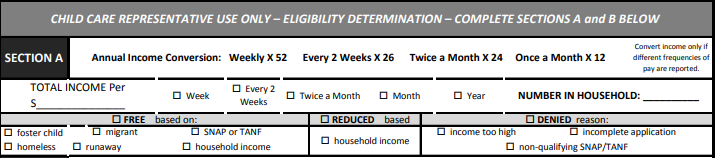 CHILD CARE REPRESENTATIVE USE ONLY – ELIGIBILITY DETERMINATION – COMPLETE SECTIONS A and B BELOW
SECTION A
Annual Income Conversion: Weekly X 52 Every 2 Weeks X 26 Twice a Month X 24 Once a Month X 12
Convert income only if
different frequencies of
pay are reported.
TOTAL INCOME Per
S________________
☐ Week
☐ Every 2
Weeks
☐ Twice a Month
☐ Month
☐ Year
NUMBER IN HOUSEHOLD: __________
☐ FREE based on:
☐ foster child ☐ migrant ☐ SNAP or TANF
☐ homeless ☐ runaway ☐ household income
☐ REDUCED based
☐ household income
☐ DENIED reason:
☐ income too high ☐ incomplete application
☐ non-qualifying SNAP/TANF